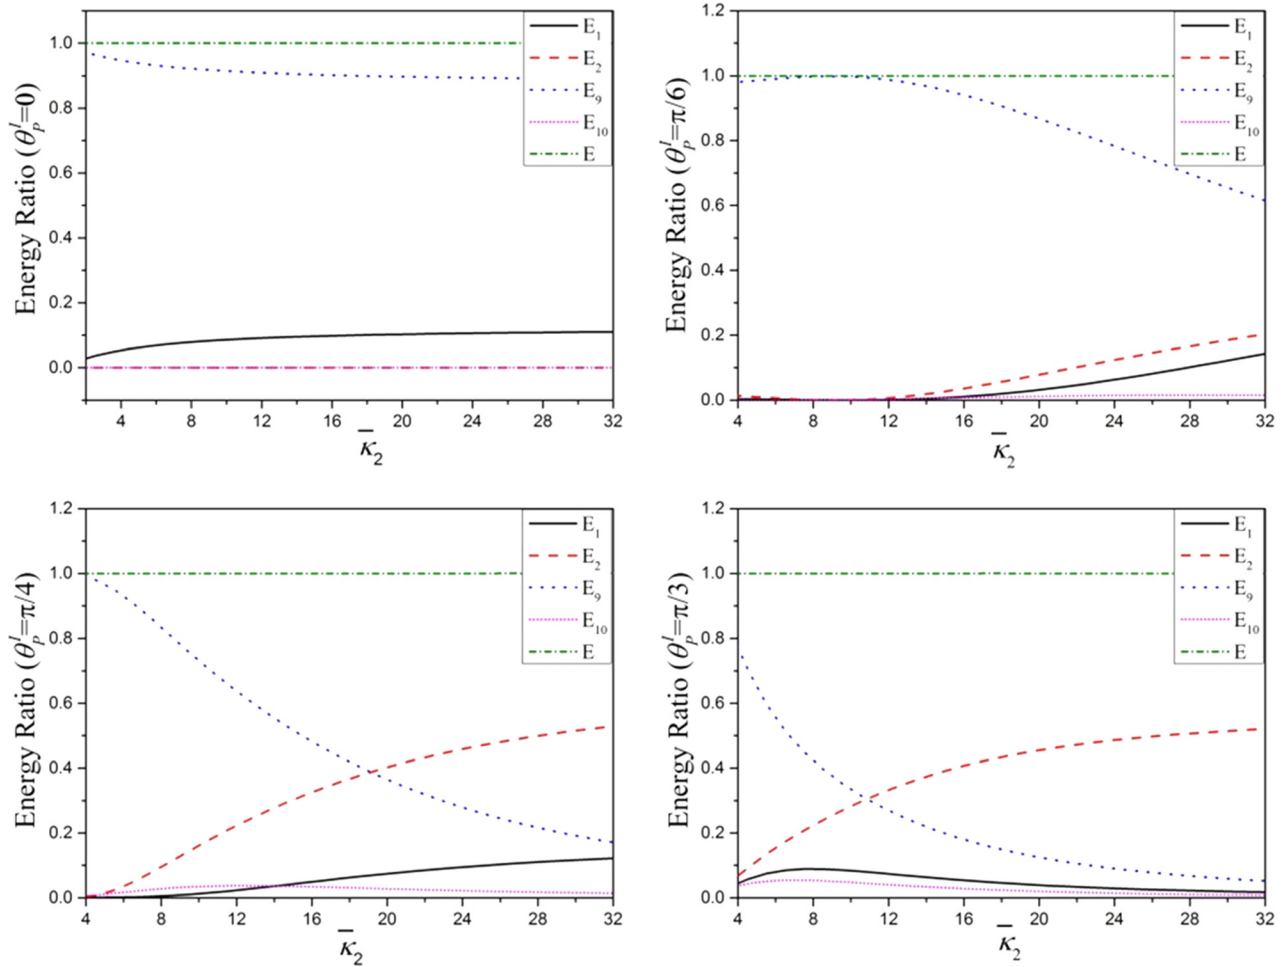 Energy Ratio (θ_P^I=0)
1.0
0.8
0.6
0.4
0.2
0.0
4 8 12 16 20 24 28 32
κ̄₂
E₁
E₂
E₉
E₁₀
E
Energy Ratio (θ_P^I=π/6)
1.2
1.0
0.8
0.6
0.4
0.2
0.0
4 8 12 16 20 24 28 32
κ̄₂
E₁
E₂
E₉
E₁₀
E
Energy Ratio (θ_P^I=π/4)
1.2
1.0
0.8
0.6
0.4
0.2
0.0
4 8 12 16 20 24 28 32
κ̄₂
E₁
E₂
E₉
E₁₀
E
Energy Ratio (θ_P^I=π/3)
1.2
1.0
0.8
0.6
0.4
0.2
0.0
4 8 12 16 20 24 28 32
κ̄₂
E₁
E₂
E₉
E₁₀
E